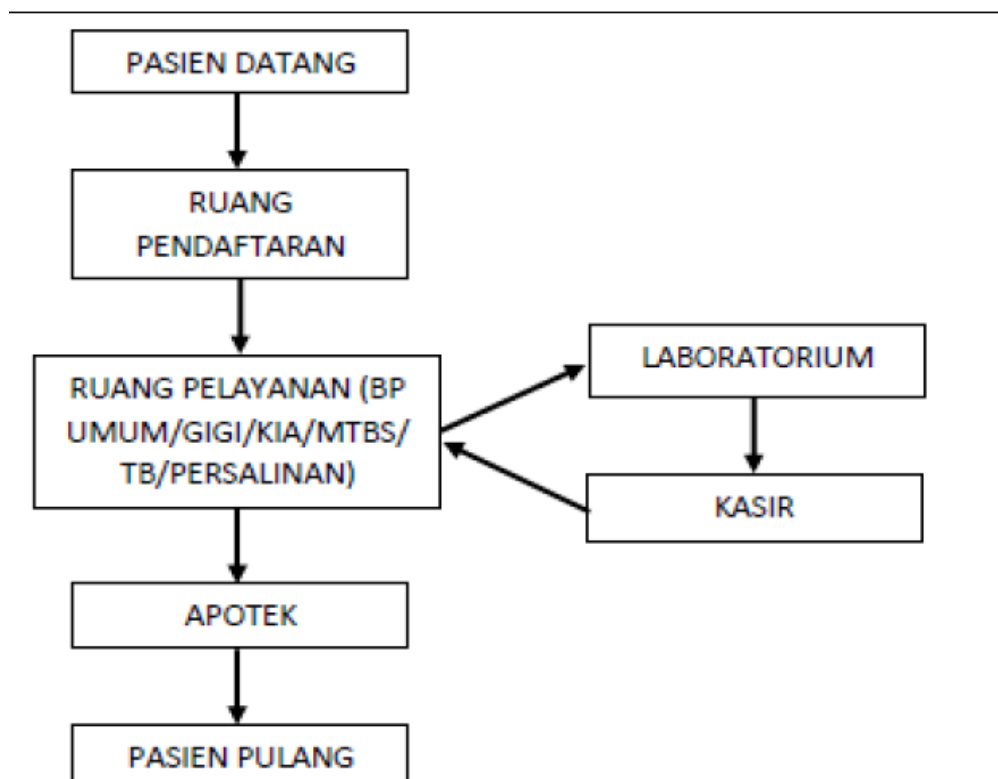 PASIEN DATANG
RUANG
PENDAFTARAN
RUANG PELAYANAN (BP
UMUM/GIGI/KIA/MTBS/
TB/PERSALINAN)
LABORATORIUM
KASIR
APOTEK
PASIEN PULANG